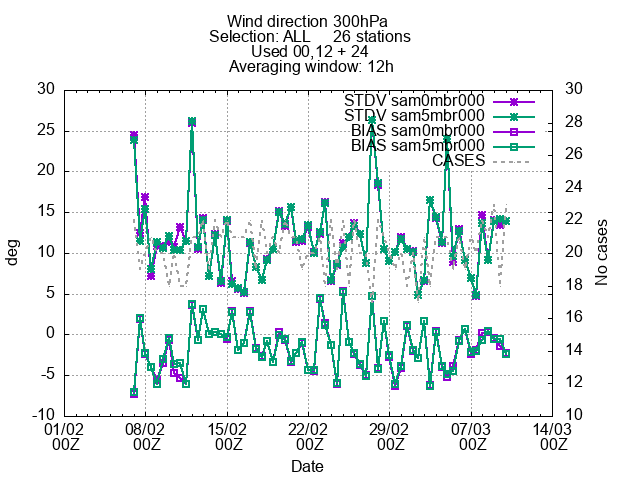 Wind direction 300hPa
Selection: ALL     26 stations
Used 00,12 + 24
Averaging window: 12h
STDV sam0mbr000
STDV sam5mbr000
BIAS sam0mbr000
BIAS sam5mbr000
CASES
deg
30
25
20
15
10
5
0
-5
-10
No cases
30
28
26
24
22
20
18
16
14
12
10
01/02 08/02 15/02 22/02 29/02 07/03 14/03
00Z 00Z 00Z 00Z 00Z 00Z 00Z
Date